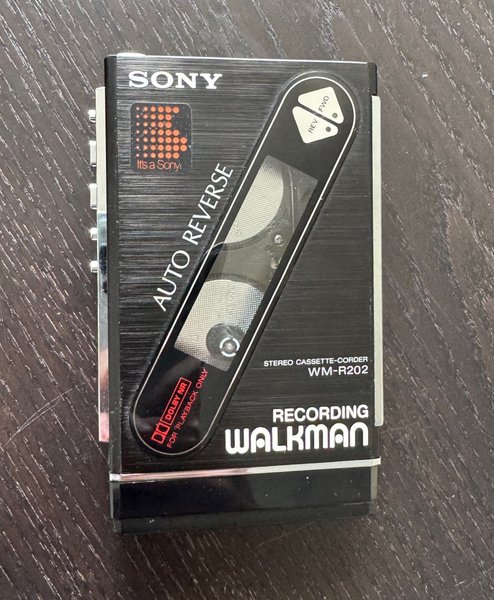 SONY
It's a Sony.
REV FWD
AUTO REVERSE
STEREO CASSETTE-CORDER
WM-R202
DOLBY NR
FOR PLAYBACK ONLY
RECORDING
WALKMAN